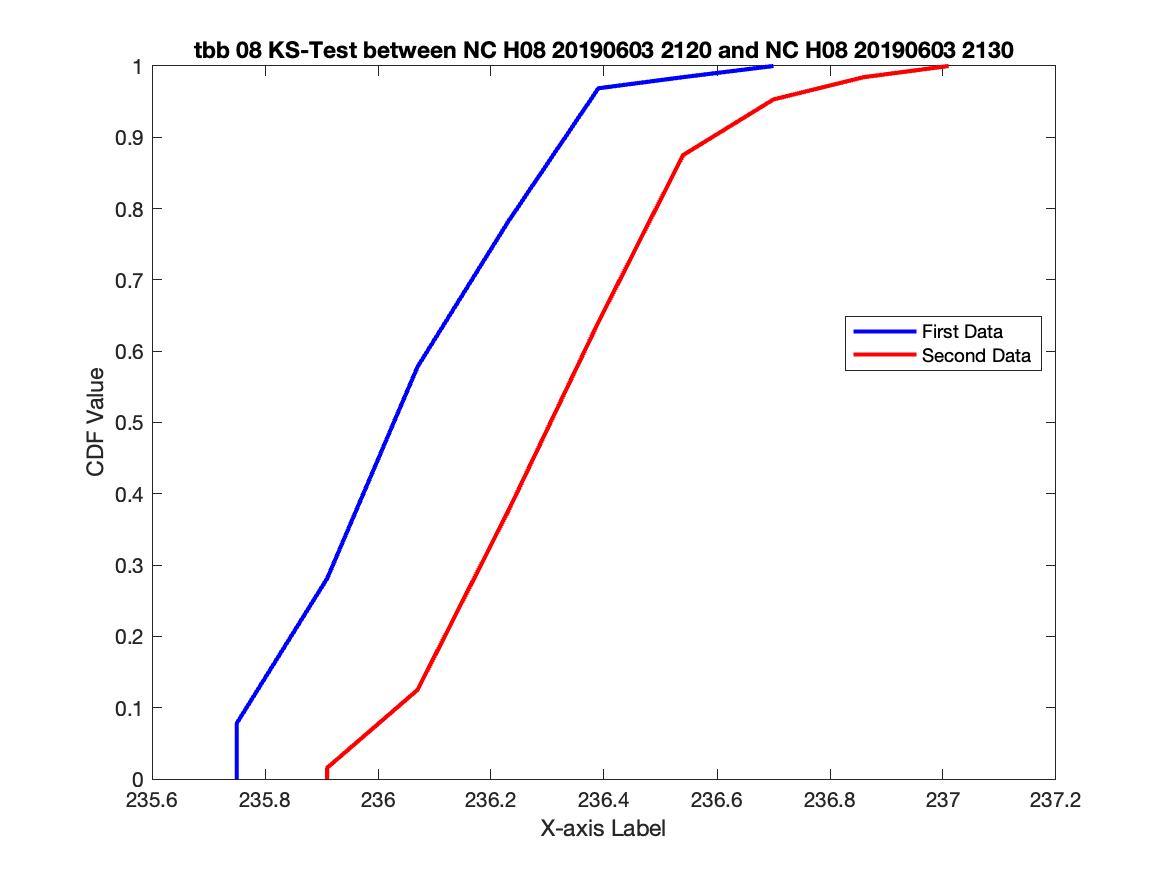 tbb 08 KS-Test between NC H08 20190603 2120 and NC H08 20190603 2130
1
0.9
0.8
0.7
0.6
0.5
0.4
0.3
0.2
0.1
0
CDF Value
First Data
Second Data
235.6 235.8 236 236.2 236.4 236.6 236.8 237 237.2
X-axis Label